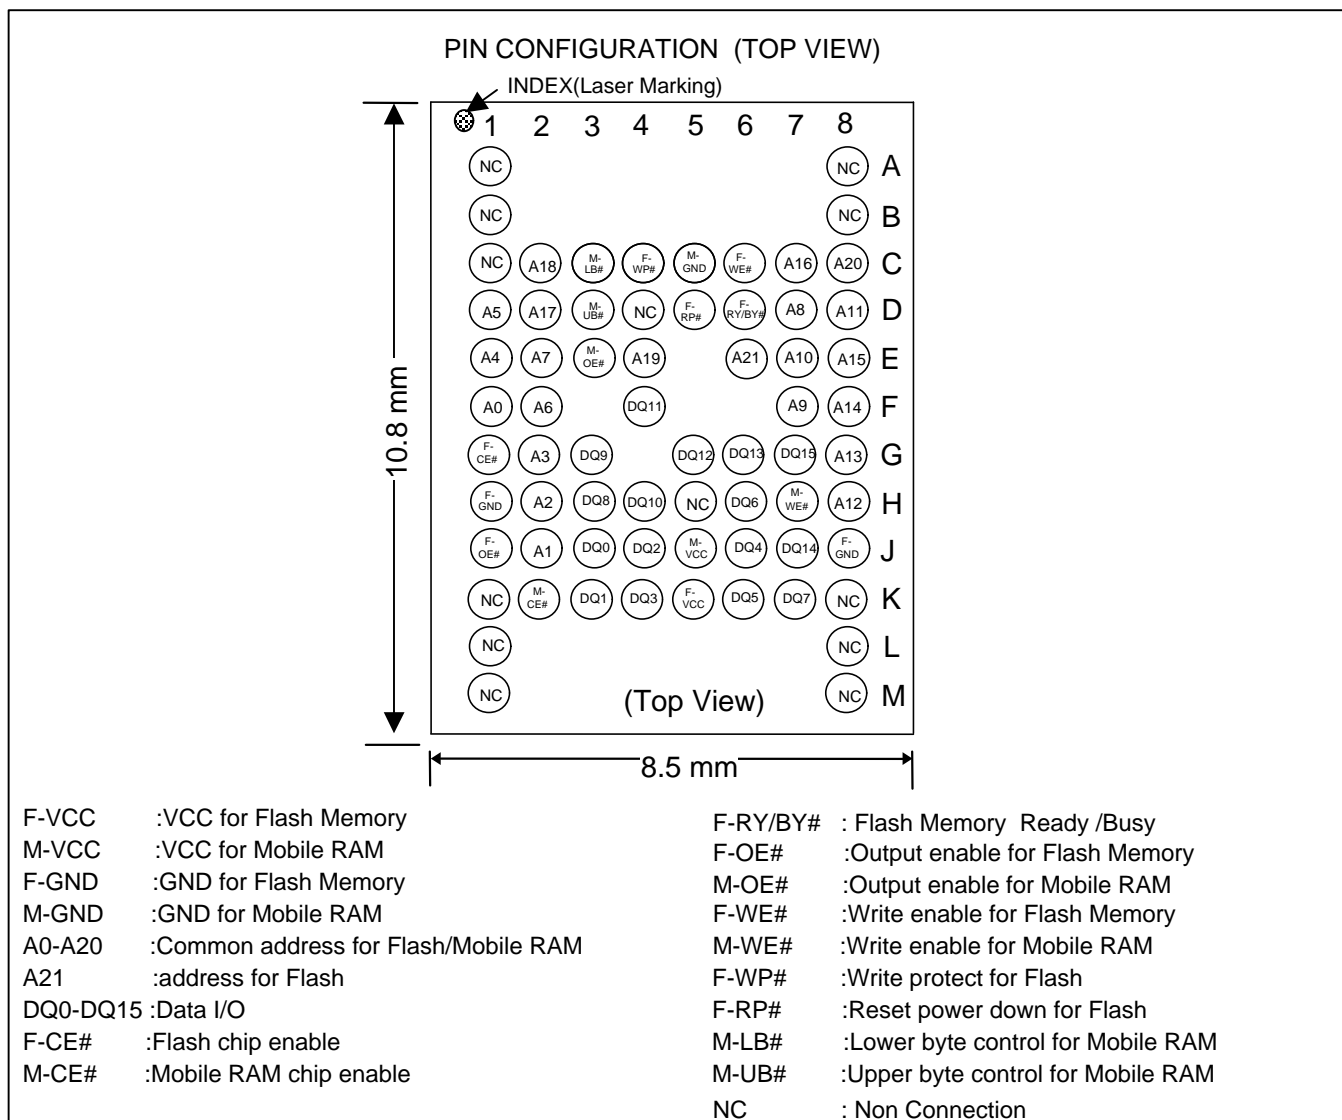 PIN CONFIGURATION (TOP VIEW)
INDEX(Laser Marking)
1 2 3 4 5 6 7 8
NC NC A
NC NC B
NC A18 M-LB# F-WP# M-GND F-WE# A16 A20 C
A5 A17 M-UB# NC F-RP# F-RY/BY# A8 A11 D
A4 A7 M-OE# A19 A21 A10 A15 E
A0 A6 DQ11 A9 A14 F
F-CE# A3 DQ9 DQ12 DQ13 DQ15 A13 G
F-GND A2 DQ8 DQ10 NC DQ6 M-WE# A12 H
F-OE# A1 DQ0 DQ2 M-VCC DQ4 DQ14 F-GND J
NC M-CE# DQ1 DQ3 F-VCC DQ5 DQ7 NC K
NC NC L
NC (Top View) NC M
10.8 mm
8.5 mm
F-VCC :VCC for Flash Memory
M-VCC :VCC for Mobile RAM
F-GND :GND for Flash Memory
M-GND :GND for Mobile RAM
A0-A20 :Common address for Flash/Mobile RAM
A21 :address for Flash
DQ0-DQ15 :Data I/O
F-CE# :Flash chip enable
M-CE# :Mobile RAM chip enable
F-RY/BY# : Flash Memory Ready /Busy
F-OE# :Output enable for Flash Memory
M-OE# :Output enable for Mobile RAM
F-WE# :Write enable for Flash Memory
M-WE# :Write enable for Mobile RAM
F-WP# :Write protect for Flash
F-RP# :Reset power down for Flash
M-LB# :Lower byte control for Mobile RAM
M-UB# :Upper byte control for Mobile RAM
NC : Non Connection